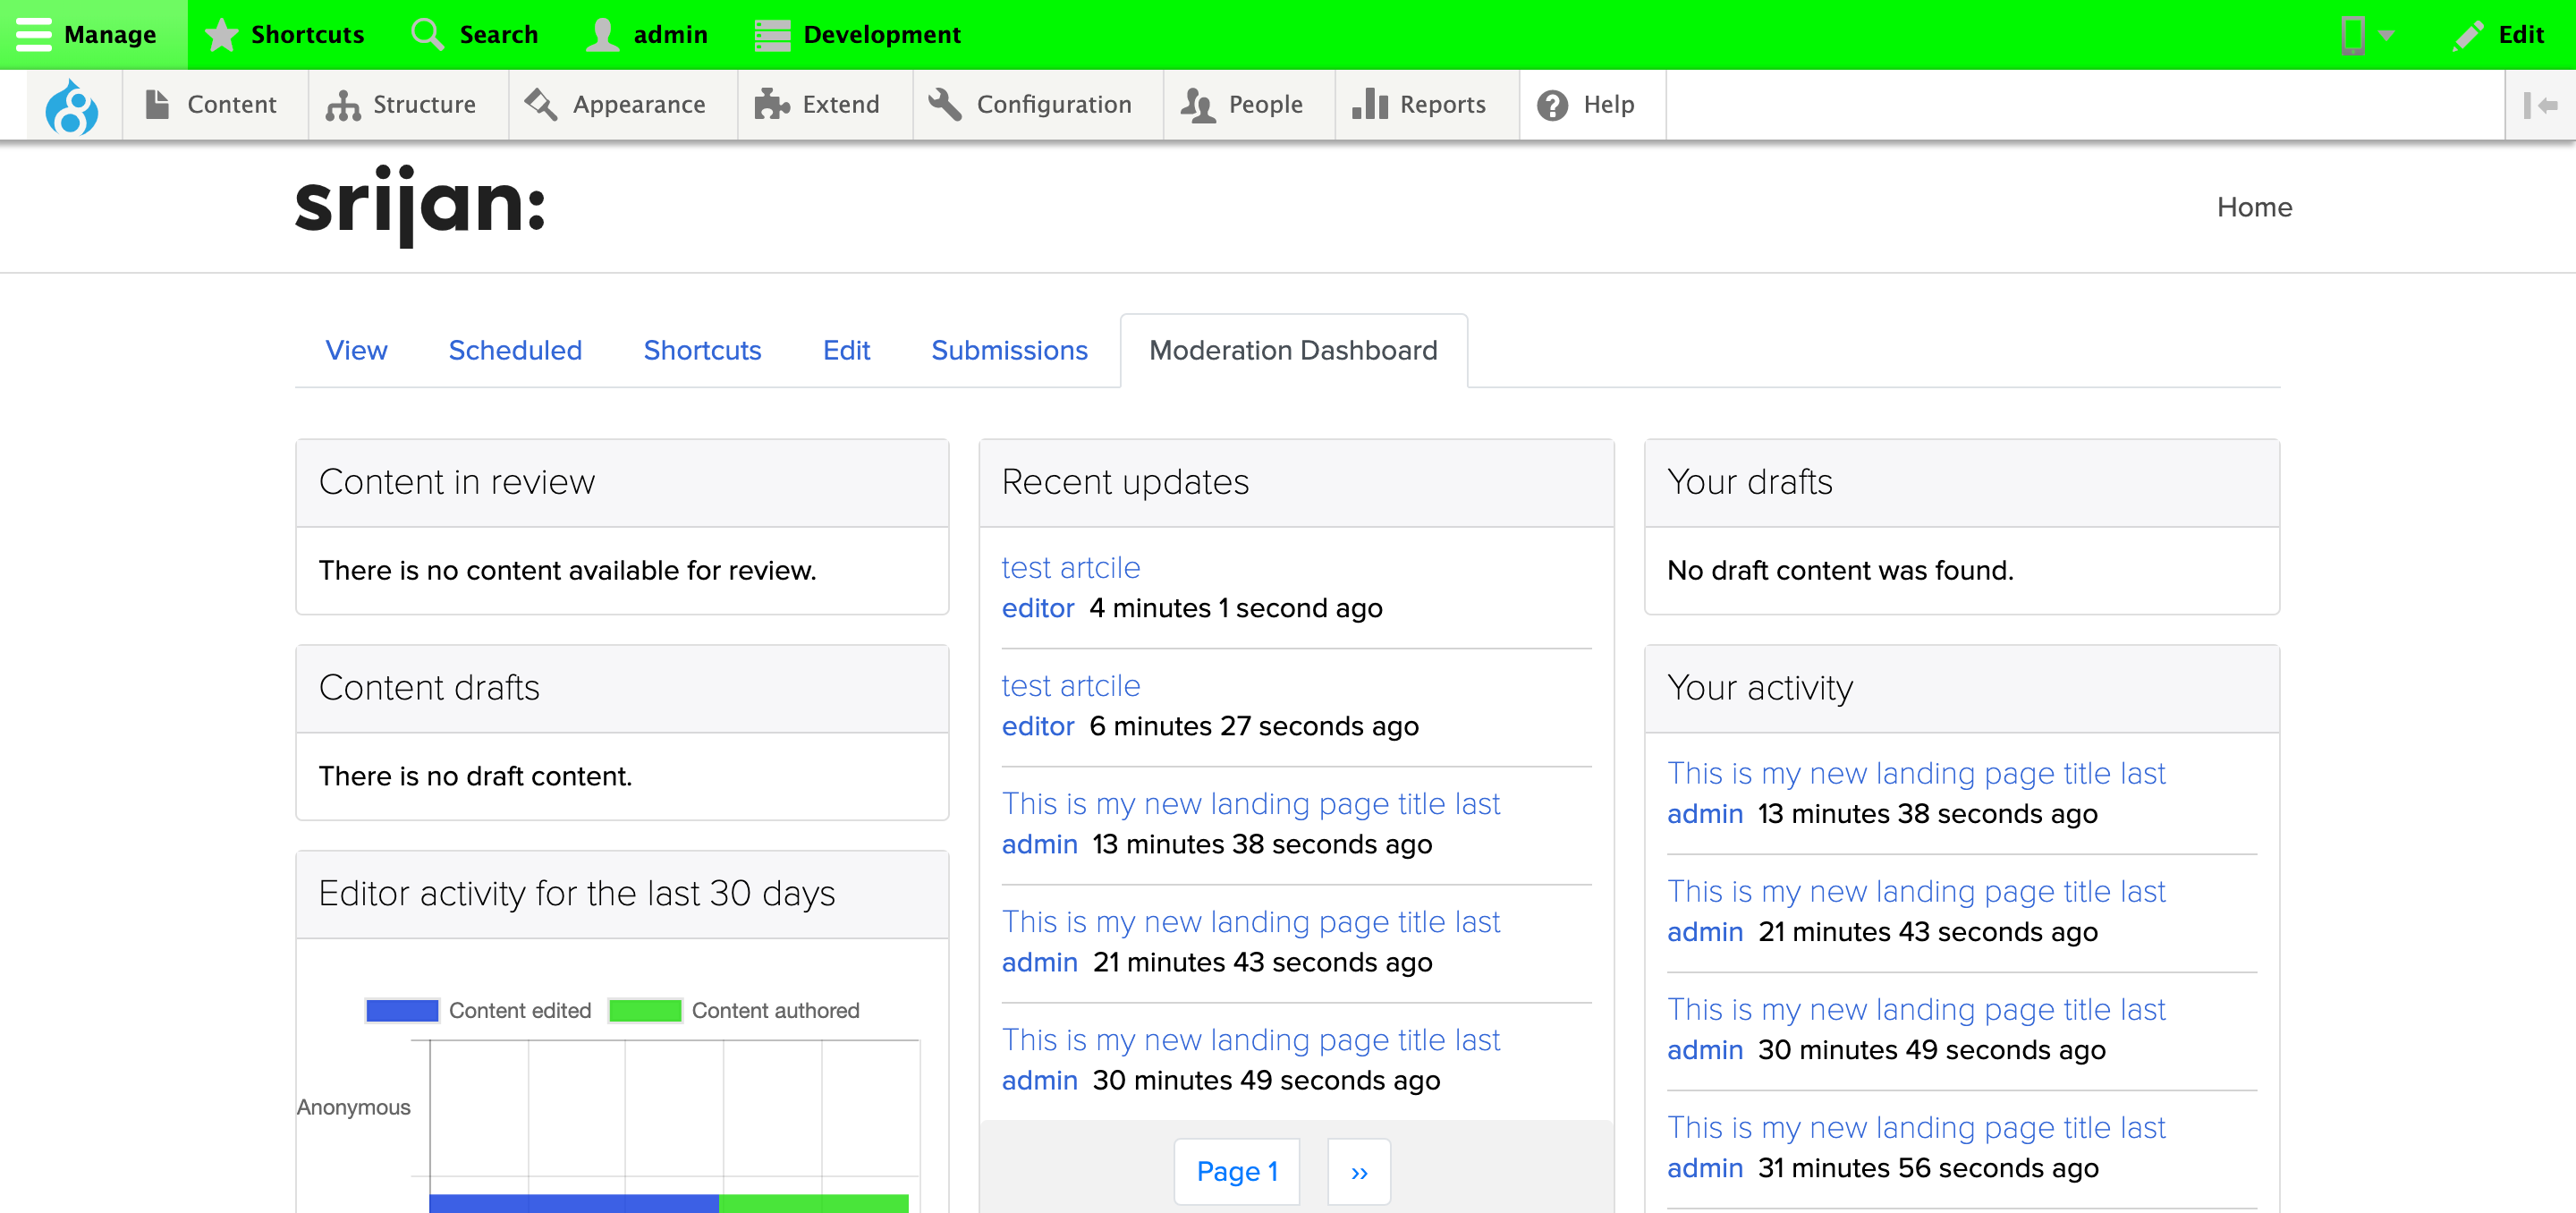 Manage Shortcuts Search admin Development Edit
Content Structure Appearance Extend Configuration People Reports Help
srijan:
Home
View Scheduled Shortcuts Edit Submissions Moderation Dashboard
Content in review
There is no content available for review.
Content drafts
There is no draft content.
Editor activity for the last 30 days
Content edited Content authored
Anonymous
Recent updates
test artcile
editor 4 minutes 1 second ago
test artcile
editor 6 minutes 27 seconds ago
This is my new landing page title last
admin 13 minutes 38 seconds ago
This is my new landing page title last
admin 21 minutes 43 seconds ago
This is my new landing page title last
admin 30 minutes 49 seconds ago
Page 1 ››
Your drafts
No draft content was found.
Your activity
This is my new landing page title last
admin 13 minutes 38 seconds ago
This is my new landing page title last
admin 21 minutes 43 seconds ago
This is my new landing page title last
admin 30 minutes 49 seconds ago
This is my new landing page title last
admin 31 minutes 56 seconds ago